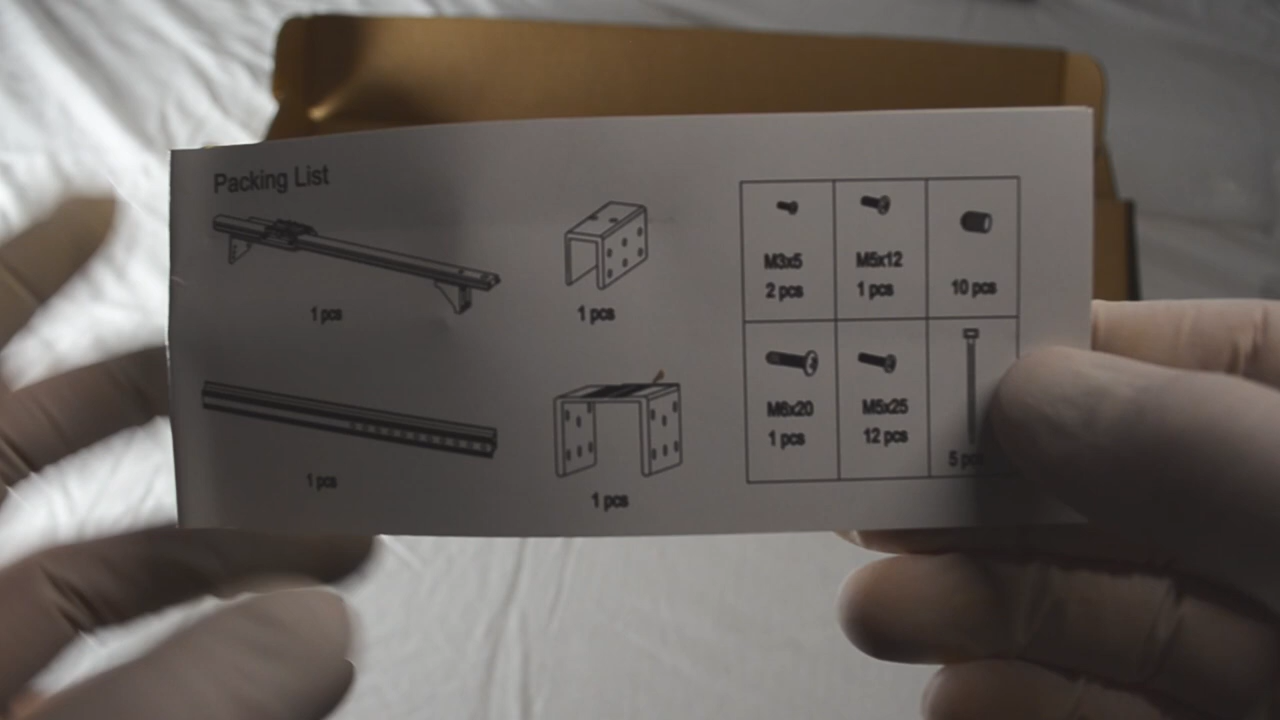 Packing List
1 pcs
1 pcs
M3x5
2 pcs
M5x12
1 pcs
10 pcs
1 pcs
1 pcs
M6x20
1 pcs
M5x25
12 pcs
5